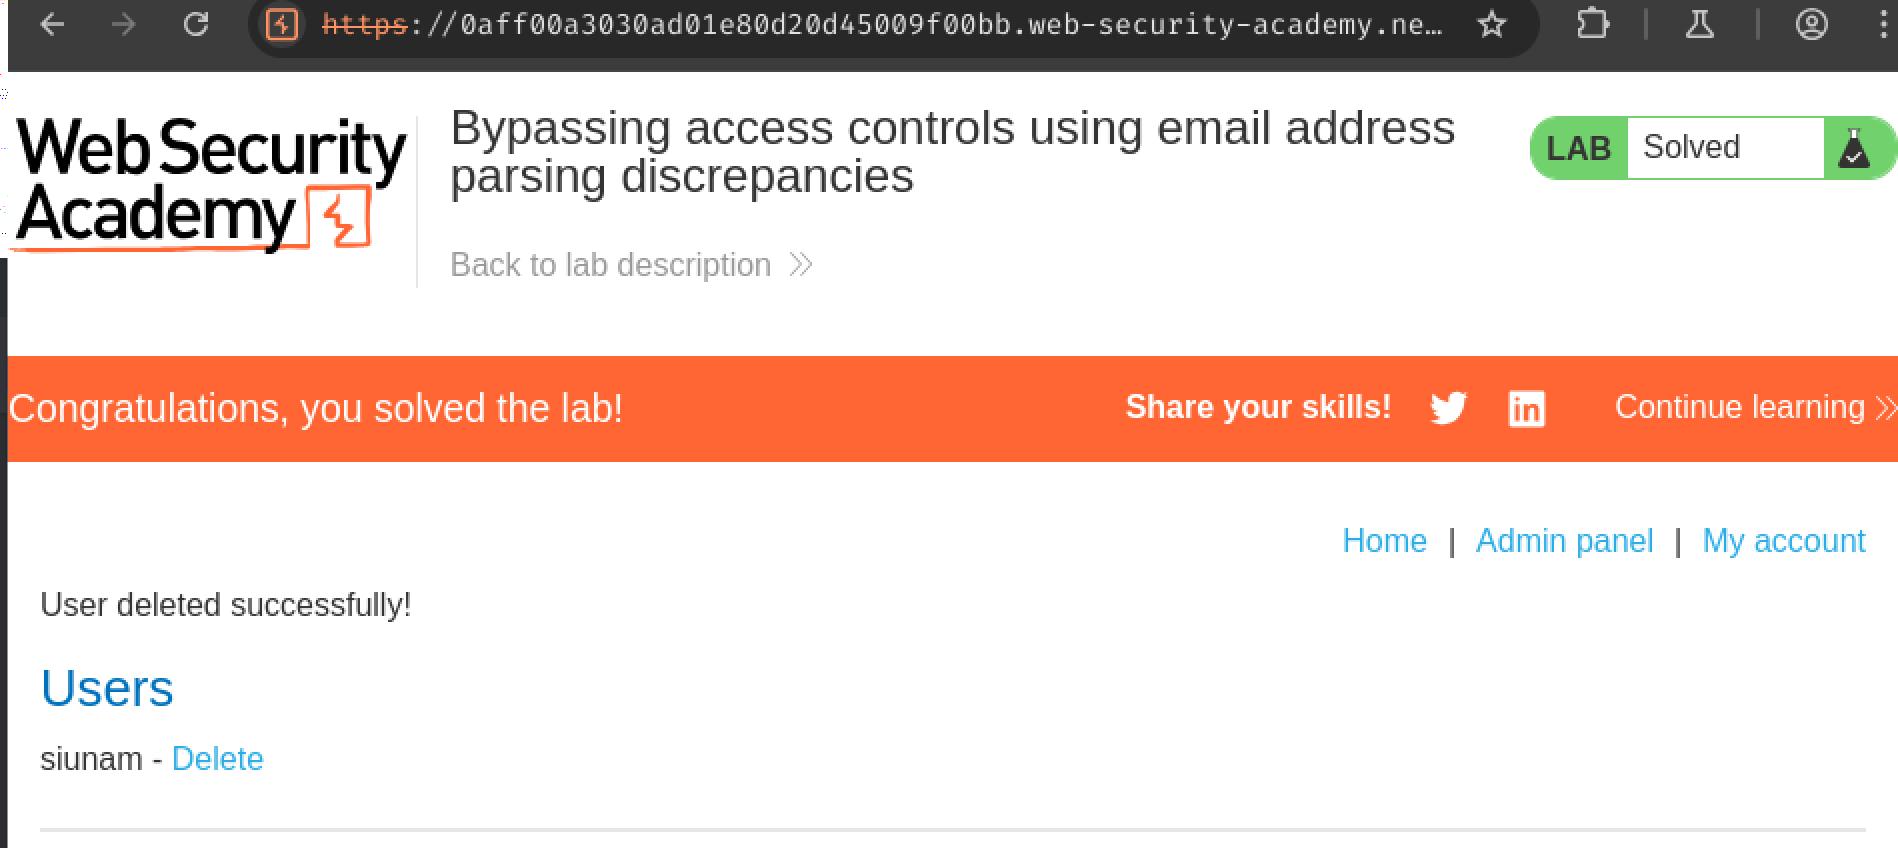 https://0aff00a3030ad01e80d20d45009f00bb.web-security-academy.ne…
Web Security
Academy
Bypassing access controls using email address
parsing discrepancies
LAB Solved
Back to lab description
Congratulations, you solved the lab!
Share your skills!
Continue learning
Home | Admin panel | My account
User deleted successfully!
Users
siunam - Delete